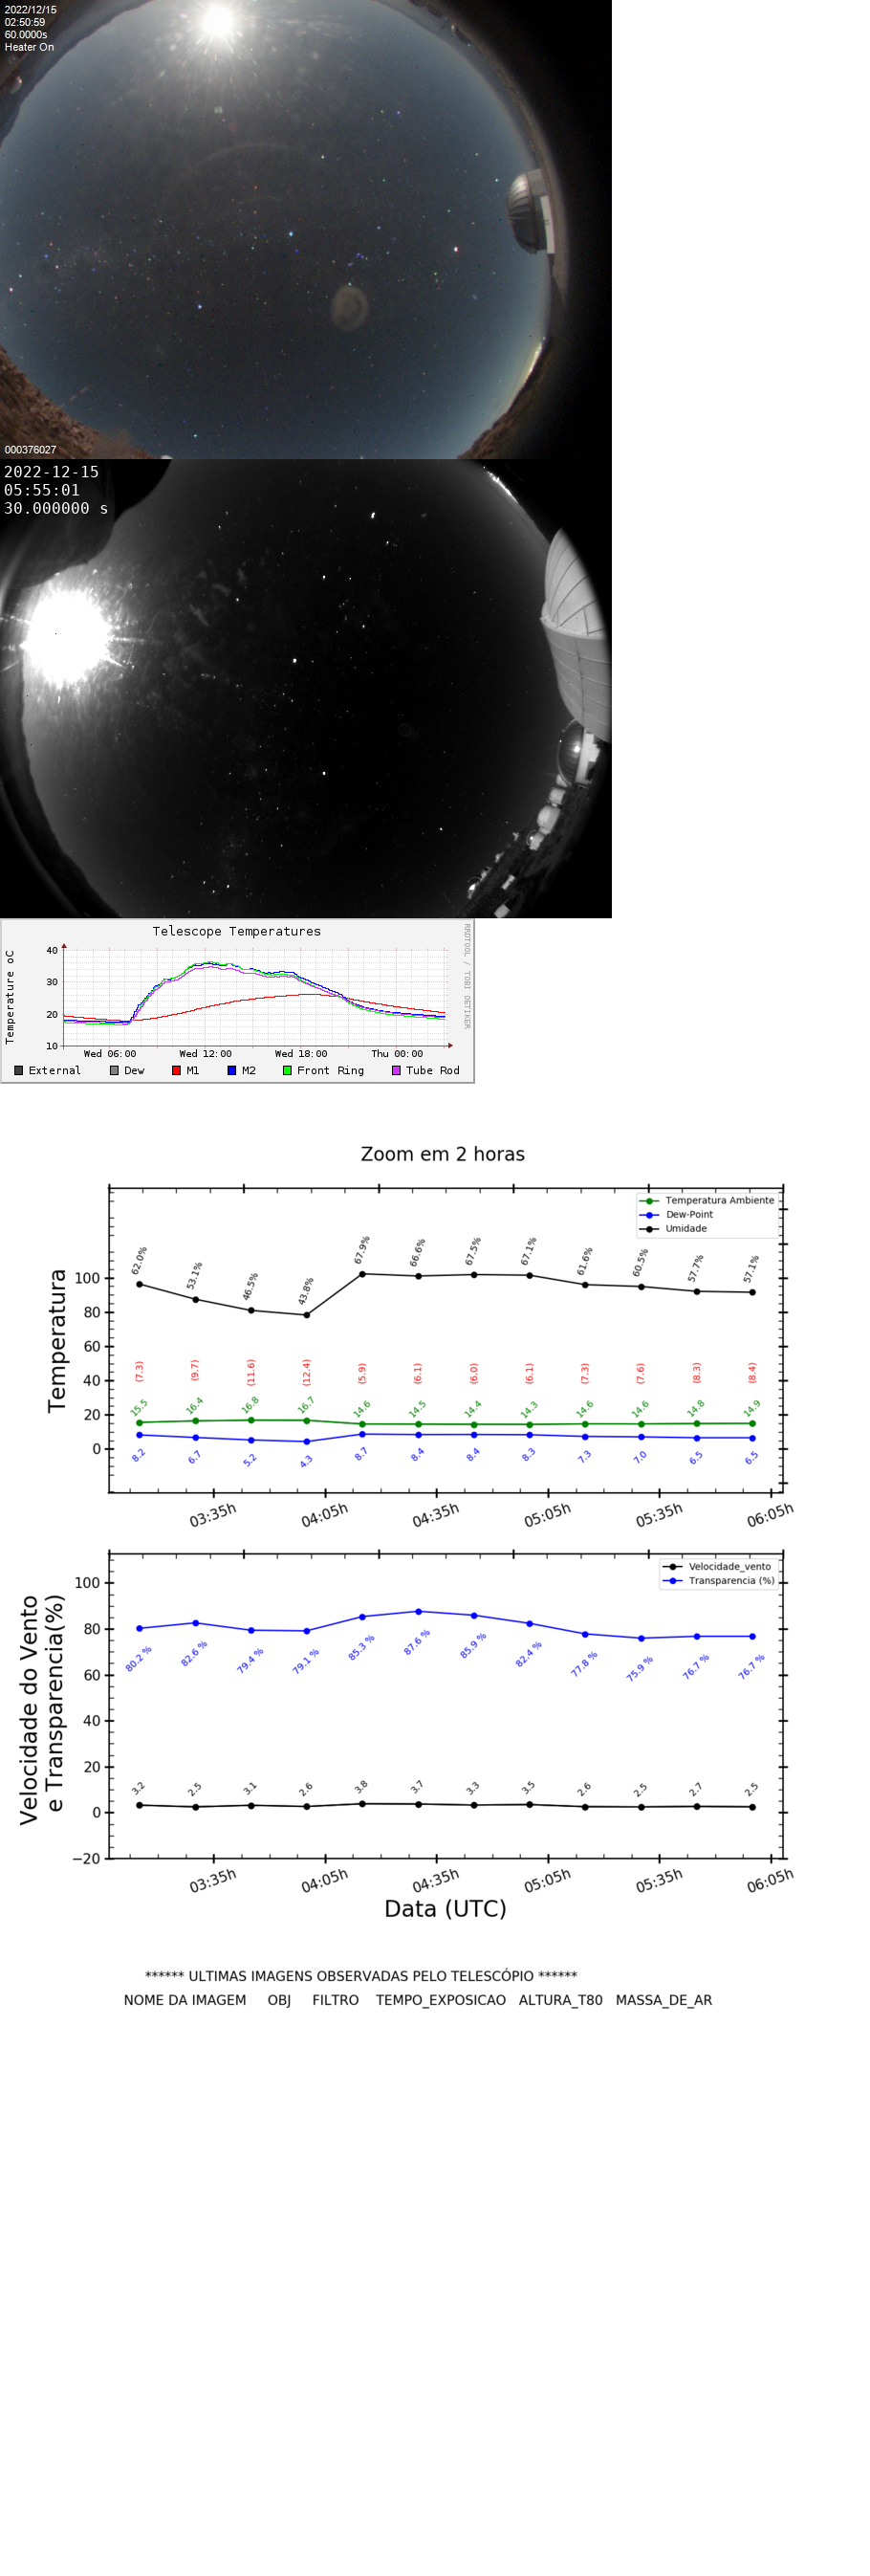 2022/12/15
02:50:59
60.0000s
Heater On
000376027
2022-12-15
05:55:01
30.000000 s
Telescope Temperatures
RRDTOOL / TOBI OETIKER
Temperature oC
40
30
20
10
Wed 06:00 Wed 12:00 Wed 18:00 Thu 00:00
External Dew M1 M2 Front Ring Tube Rod
Zoom em 2 horas
Temperatura
Temperatura Ambiente
Dew-Point
Umidade
100
80
60
40
20
0
62.0% 53.1% 46.5% 43.8% 67.9% 66.6% 67.5% 67.1% 61.6% 60.5% 57.7% 57.1%
(7.3) (9.7) (11.6) (12.4) (5.9) (6.1) (6.0) (6.1) (7.3) (7.6) (8.3) (8.4)
15.5 16.4 16.8 16.7 14.6 14.5 14.4 14.3 14.6 14.6 14.8 14.9
8.2 6.7 5.2 4.3 8.7 8.4 8.4 8.3 7.3 7.0 6.5 6.5
03:35h 04:05h 04:35h 05:05h 05:35h 06:05h
Velocidade do Vento
e Transparencia(%)
Velocidade_vento
Transparencia (%)
100
80
60
40
20
0
−20
80.2 % 82.6 % 79.4 % 79.1 % 85.3 % 87.6 % 85.9 % 82.4 % 77.8 % 75.9 % 76.7 % 76.7 %
3.2 2.5 3.1 2.6 3.8 3.7 3.3 3.5 2.6 2.5 2.7 2.5
03:35h 04:05h 04:35h 05:05h 05:35h 06:05h
Data (UTC)
****** ULTIMAS IMAGENS OBSERVADAS PELO TELESCÓPIO ******
NOME DA IMAGEM OBJ FILTRO TEMPO_EXPOSICAO ALTURA_T80 MASSA_DE_AR